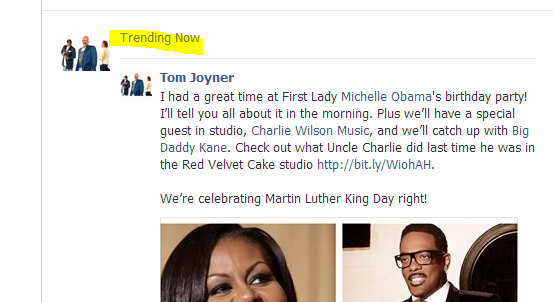 Trending Now
Tom Joyner
I had a great time at First Lady Michelle Obama's birthday party!
I'll tell you all about it in the morning. Plus we'll have a special
guest in studio, Charlie Wilson Music, and we'll catch up with Big
Daddy Kane. Check out what Uncle Charlie did last time he was in
the Red Velvet Cake studio http://bit.ly/WiohAH.
We're celebrating Martin Luther King Day right!